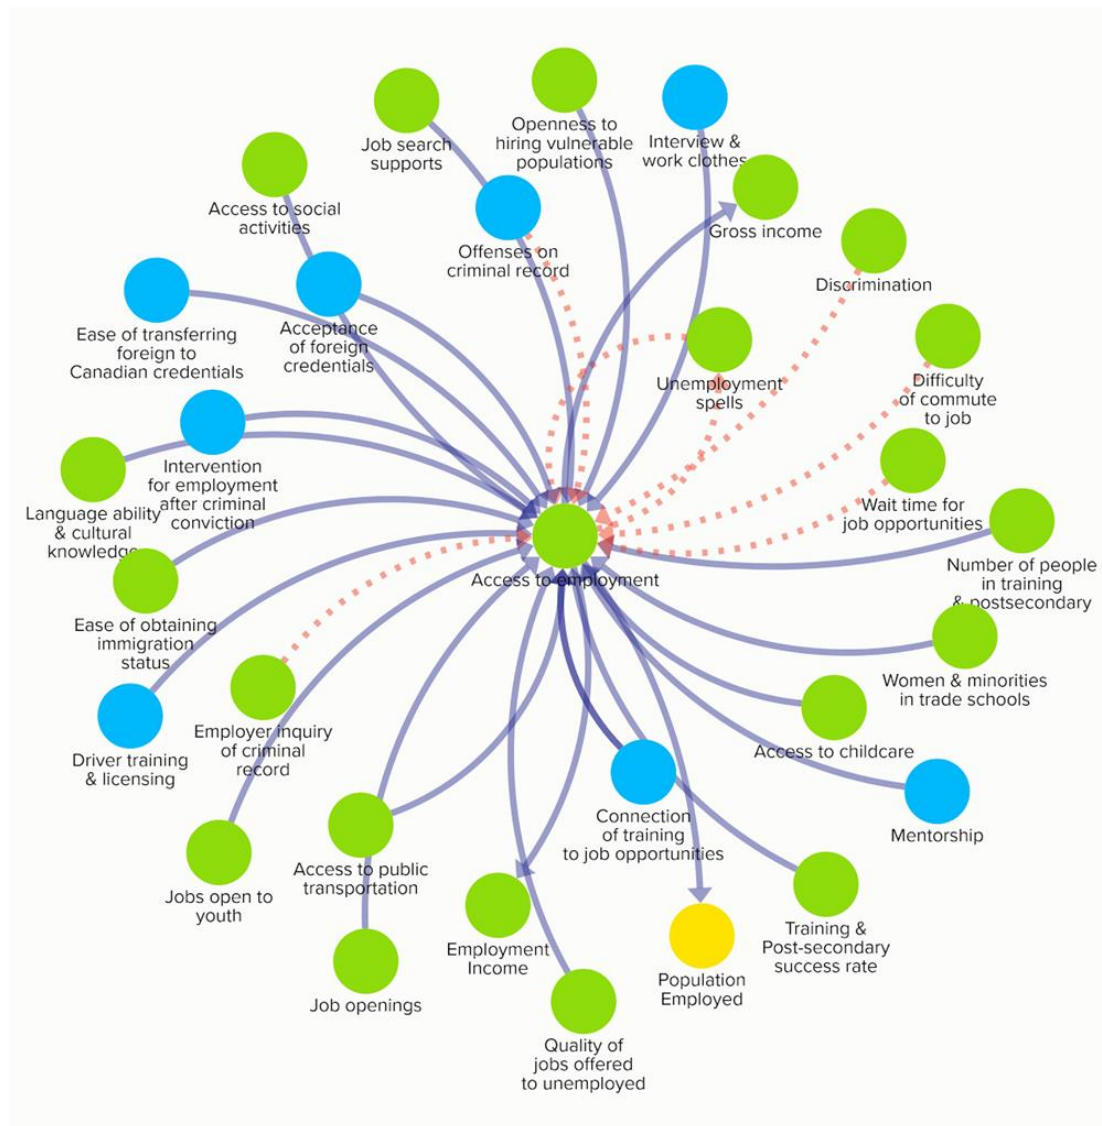 Job search
supports
Openness to
hiring vulnerable
populations
Interview &
work clothes
Access to social
activities
Offenses on
criminal record
Gross income
Discrimination
Ease of transferring
foreign to
Canadian credentials
Acceptance
of foreign
credentials
Unemployment
spells
Difficulty
of commute
to job
Language ability
& cultural
knowledge
Intervention
for employment
after criminal
conviction
Wait time for
job opportunities
Access to employment
Number of people
in training
& postsecondary
Ease of obtaining
immigration
status
Women & minorities
in trade schools
Driver training
& licensing
Employer inquiry
of criminal
record
Access to childcare
Connection
of training
to job opportunities
Mentorship
Jobs open to
youth
Access to public
transportation
Employment
Income
Training &
Post-secondary
success rate
Job openings
Population
Employed
Quality of
jobs offered
to unemployed